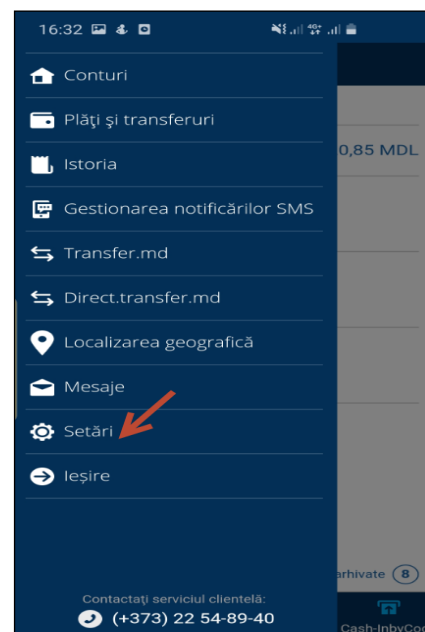 16:32
4G+
Conturi
Plăţi şi transferuri
0,85 MDL
Istoria
Gestionarea notificărilor SMS
Transfer.md
Direct.transfer.md
Localizarea geografică
Mesaje
Setări
Ieşire
arhivate 8
Contactaţi serviciul clientelă:
(+373) 22 54-89-40
Cash-InbyCo